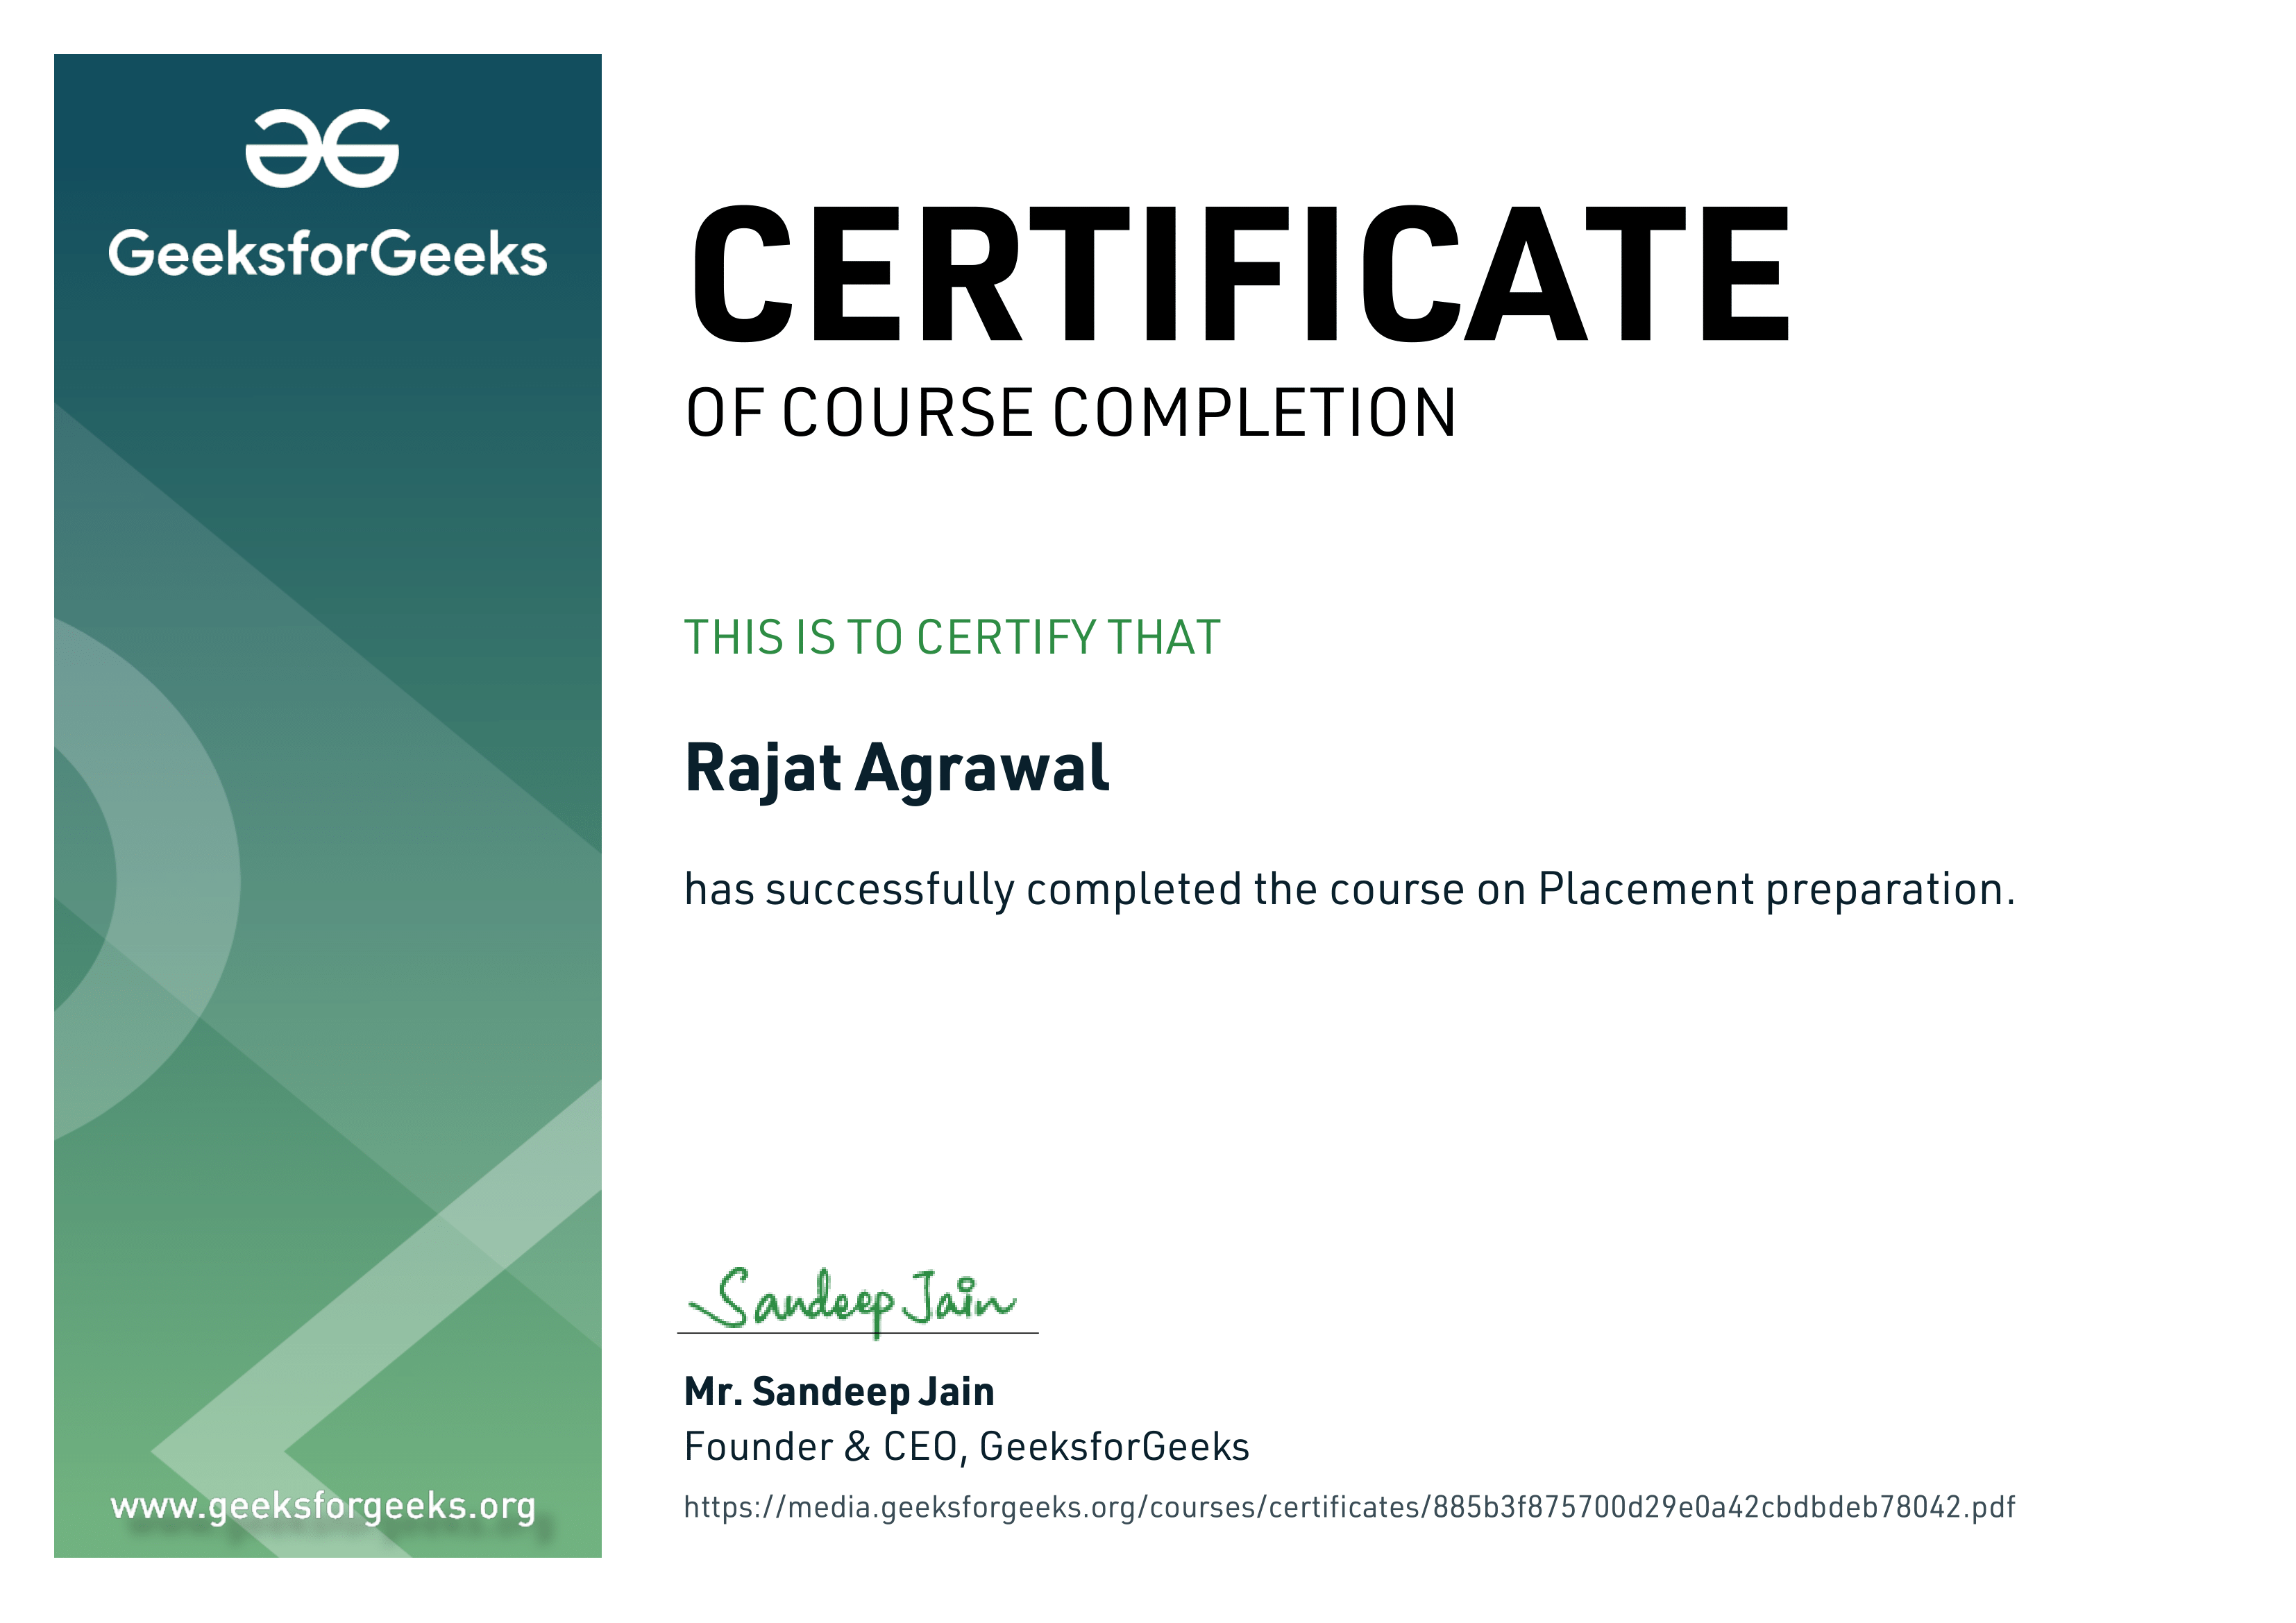 GeeksforGeeks
CERTIFICATE
OF COURSE COMPLETION
THIS IS TO CERTIFY THAT
Rajat Agrawal
has successfully completed the course on Placement preparation.
Sandeep Jain
Mr. Sandeep Jain
Founder & CEO, GeeksforGeeks
https://media.geeksforgeeks.org/courses/certificates/885b3f875700d29e0a42cbdbdeb78042.pdf
www.geeksforgeeks.org